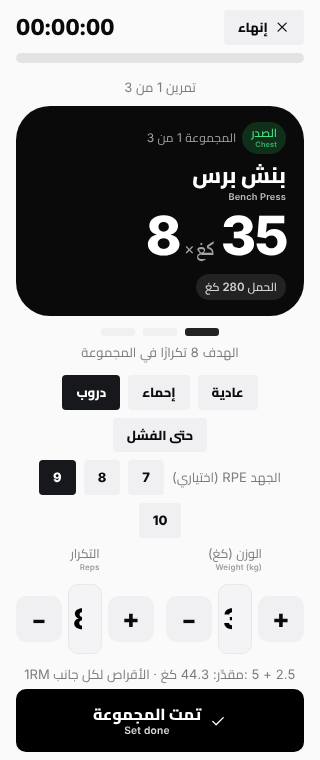 00:00:00
إنهاء
تمرين 1 من 3
الصدر
Chest
المجموعة 1 من 3
بنش برس
Bench Press
35 كغ × 8
الحمل 280 كغ
الهدف 8 تكرارًا في المجموعة
عادية
إحماء
دروب
حتى الفشل
الجهد RPE (اختياري)
7
8
9
10
الوزن (كغ)
Weight (kg)
التكرار
Reps
+
–
+
8
–
1RM مقدّر: 44.3 كغ · الأقراص لكل جانب: 5 + 2.5
تمت المجموعة
Set done